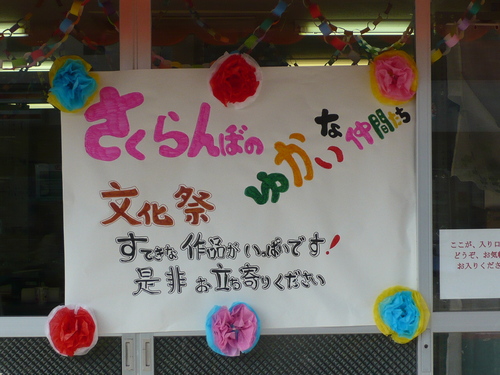 さくらんぼの
ゆかいな仲間たち
文化祭
すてきな作品がいっぱいです!
是非お立ち寄りください
ここが、入り口
どうぞ、お気軽
お入りくださ